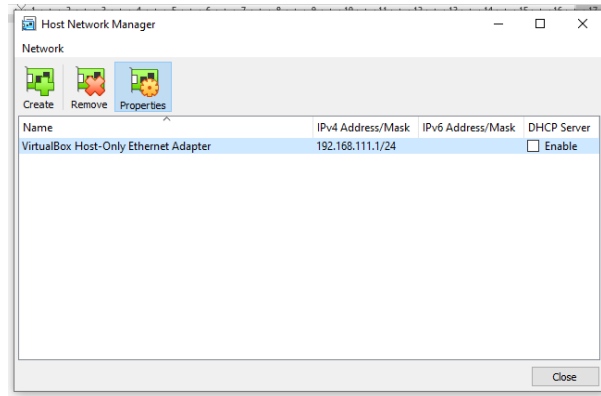 Host Network Manager
Network
Create Remove Properties
Name IPv4 Address/Mask IPv6 Address/Mask DHCP Server
VirtualBox Host-Only Ethernet Adapter 192.168.111.1/24 Enable
Close